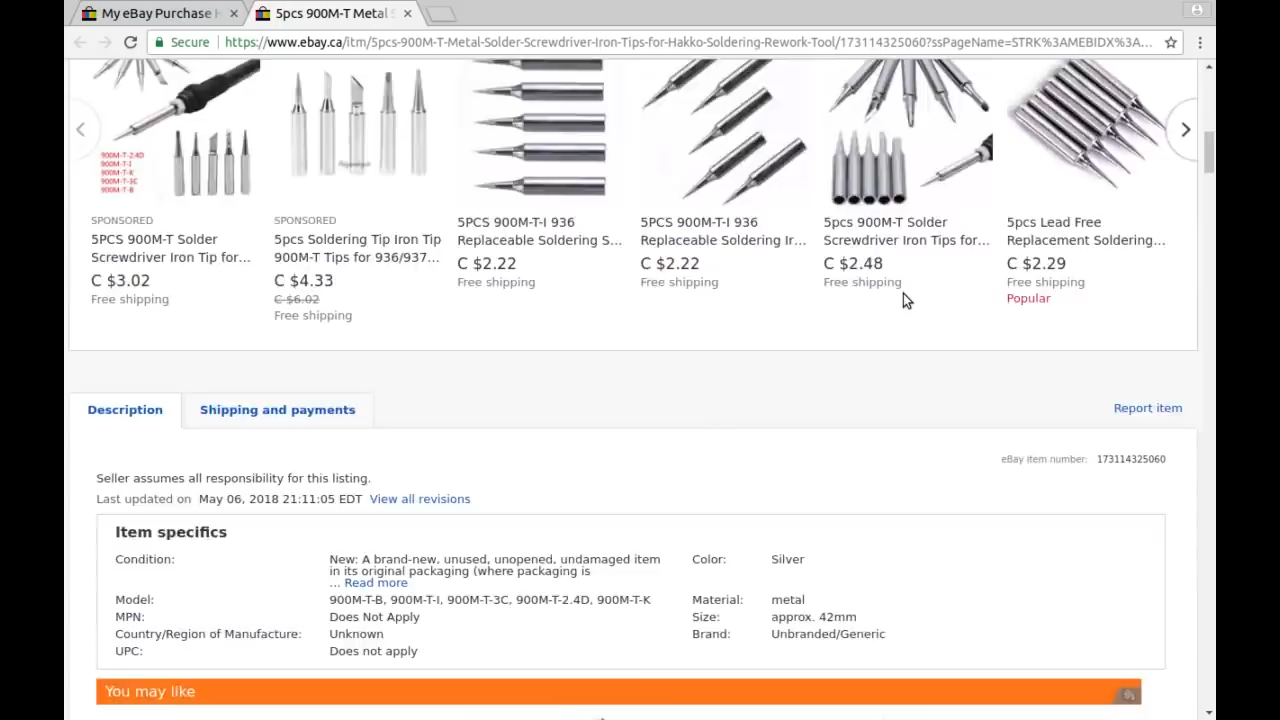 My eBay Purchase H
5pcs 900M-T Metal S
Secure
https://www.ebay.ca/itm/5pcs-900M-T-Metal-Solder-Screwdriver-Iron-Tips-for-Hakko-Soldering-Rework-Tool/173114325060?ssPageName=STRK%3AMEBIDX%3A...
900M-T-2.4D
900M-T-I
900M-T-K
900M-T-3C
900M-T-B
SPONSORED
5PCS 900M-T Solder
Screwdriver Iron Tip for...
C $3.02
Free shipping
SPONSORED
5pcs Soldering Tip Iron Tip
900M-T Tips for 936/937...
C $4.33
C $6.02
Free shipping
5PCS 900M-T-I 936
Replaceable Soldering S...
C $2.22
Free shipping
5PCS 900M-T-I 936
Replaceable Soldering Ir...
C $2.22
Free shipping
5pcs 900M-T Solder
Screwdriver Iron Tips for...
C $2.48
Free shipping
5pcs Lead Free
Replacement Soldering...
C $2.29
Free shipping
Popular
Description
Shipping and payments
Report item
eBay item number: 173114325060
Seller assumes all responsibility for this listing.
Last updated on May 06, 2018 21:11:05 EDT View all revisions
Item specifics
Condition: New: A brand-new, unused, unopened, undamaged item
in its original packaging (where packaging is
... Read more
Color: Silver
Model: 900M-T-B, 900M-T-I, 900M-T-3C, 900M-T-2.4D, 900M-T-K
Material: metal
MPN: Does Not Apply
Size: approx. 42mm
Country/Region of Manufacture: Unknown
Brand: Unbranded/Generic
UPC: Does not apply
You may like